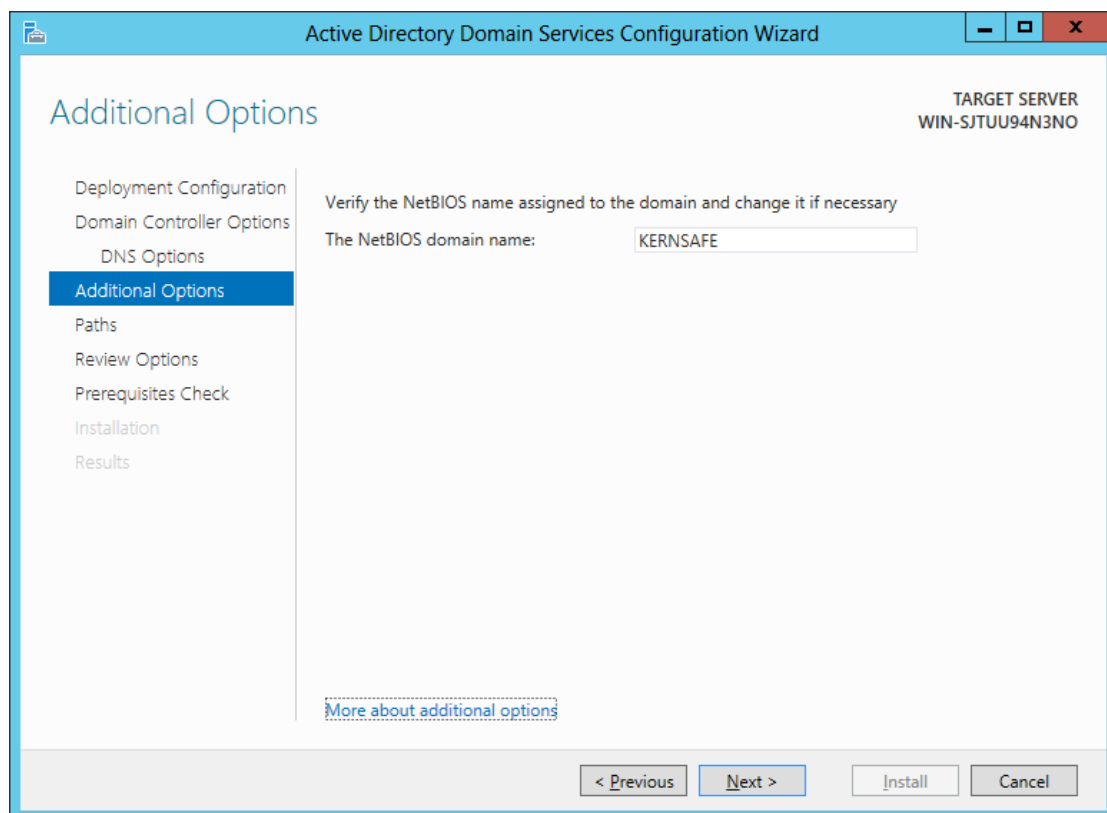 Active Directory Domain Services Configuration Wizard
Additional Options
TARGET SERVER
WIN-SJTUU94N3NO
Deployment Configuration
Domain Controller Options
DNS Options
Additional Options
Paths
Review Options
Prerequisites Check
Installation
Results
Verify the NetBIOS name assigned to the domain and change it if necessary
The NetBIOS domain name: KERNSAFE
More about additional options
< Previous Next > Install Cancel